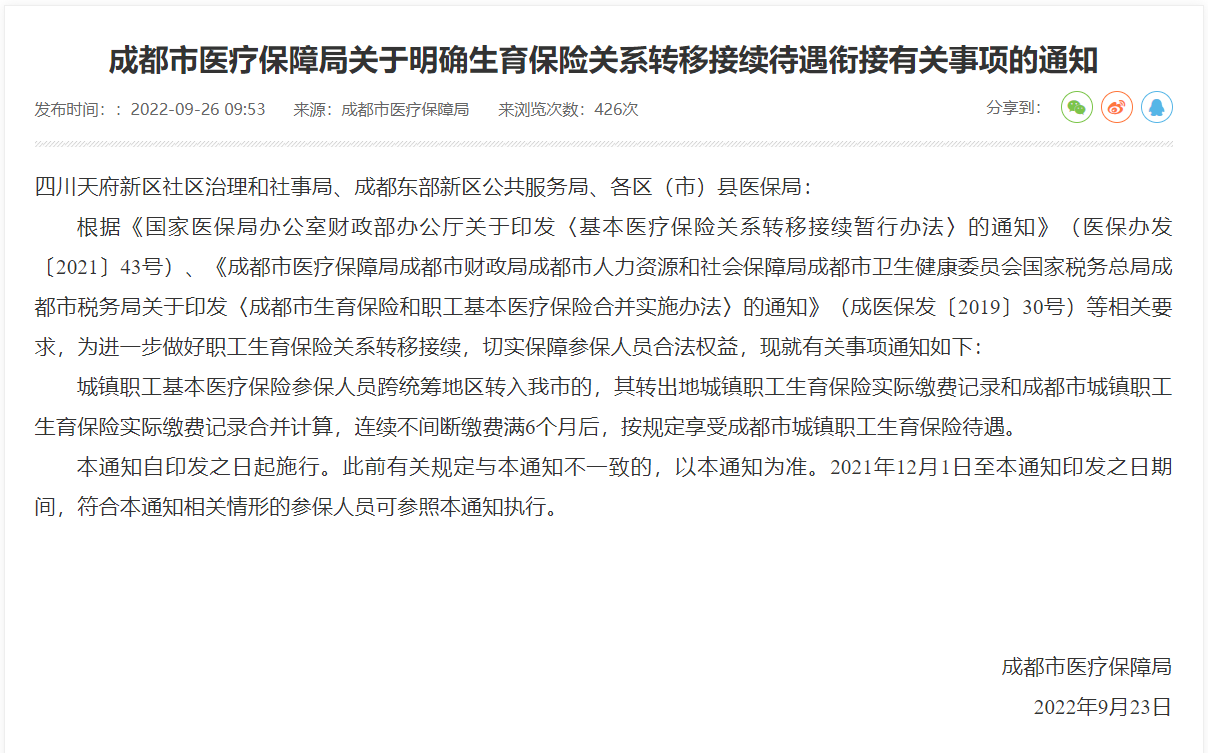 成都市医疗保障局关于明确生育保险关系转移接续待遇衔接有关事项的通知
发布时间：：2022-09-26 09:53 来源：成都市医疗保障局 来浏览次数：426次 分享到：
四川天府新区社区治理和社事局、成都东部新区公共服务局、各区（市）县医保局：
根据《国家医保局办公室财政部办公厅关于印发〈基本医疗保险关系转移接续暂行办法〉的通知》（医保办发
〔2021〕43号）、《成都市医疗保障局成都市财政局成都市人力资源和社会保障局成都市卫生健康委员会国家税务总局成
都市税务局关于印发〈成都市生育保险和职工基本医疗保险合并实施办法〉的通知》（成医保发〔2019〕30号）等相关要
求，为进一步做好职工生育保险关系转移接续，切实保障参保人员合法权益，现就有关事项通知如下：
城镇职工基本医疗保险参保人员跨统筹地区转入我市的，其转出地城镇职工生育保险实际缴费记录和成都市城镇职工
生育保险实际缴费记录合并计算，连续不间断缴费满6个月后，按规定享受成都市城镇职工生育保险待遇。
本通知自印发之日起施行。此前有关规定与本通知不一致的，以本通知为准。2021年12月1日至本通知印发之日期
间，符合本通知相关情形的参保人员可参照本通知执行。
成都市医疗保障局
2022年9月23日